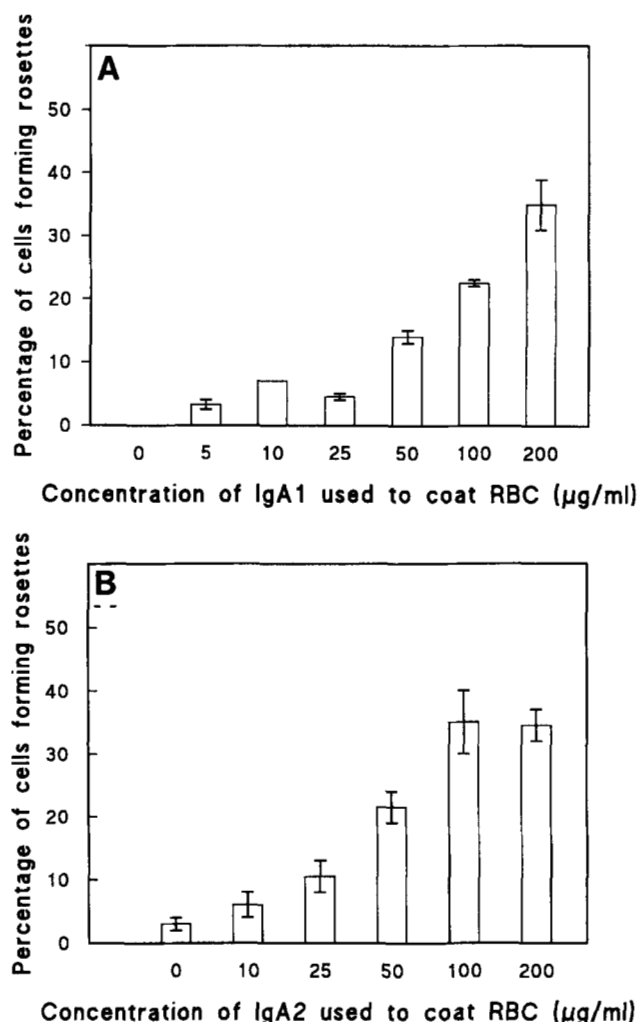 A
Percentage of cells forming rosettes
50
40
30
20
10
0
0 5 10 25 50 100 200
Concentration of IgA1 used to coat RBC (µg/ml)
B
Percentage of cells forming rosettes
50
40
30
20
10
0
0 10 25 50 100 200
Concentration of IgA2 used to coat RBC (µg/ml)